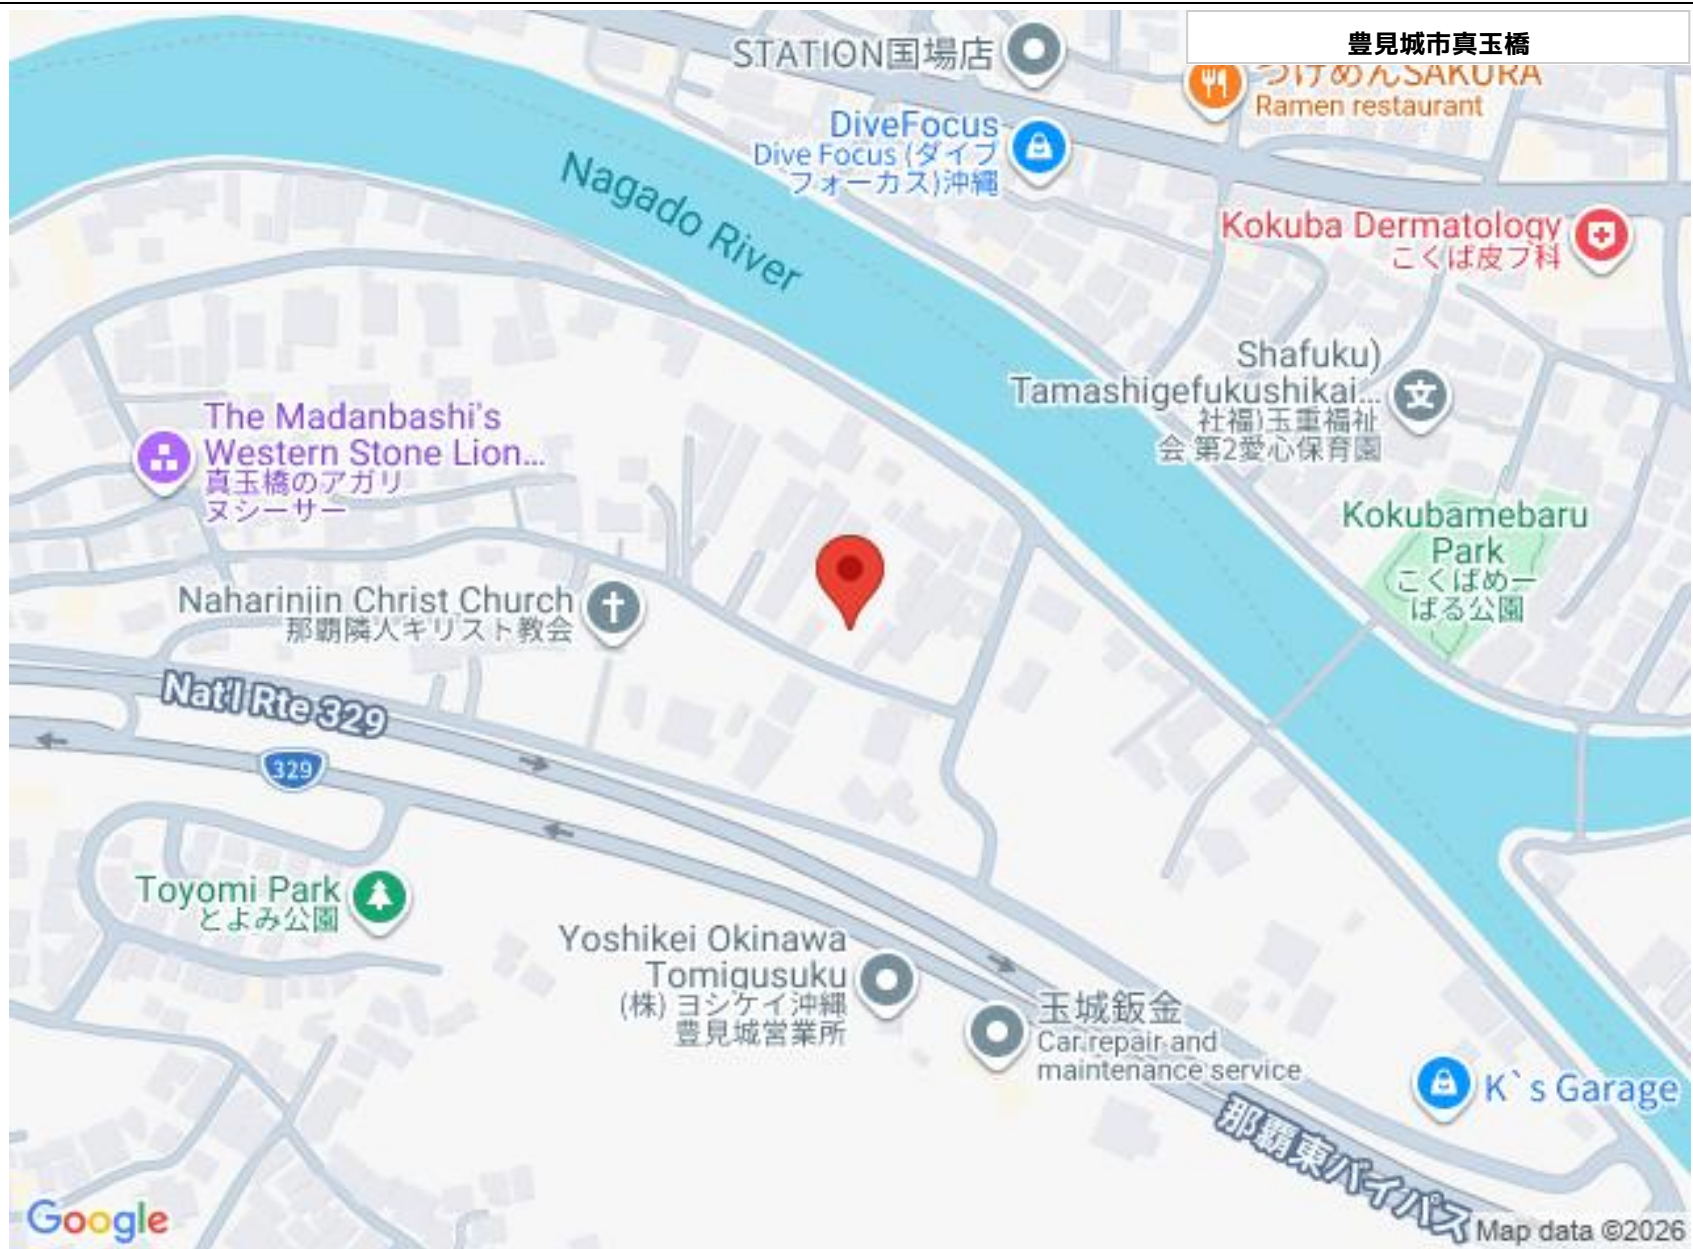 豊見城市真玉橋
STATION国場店
つけめんSAKURA
Ramen restaurant
DiveFocus
Dive Focus (ダイブ
フォーカス)沖縄
Nagado River
Kokuba Dermatology
こくば皮フ科
Shafuku)
Tamashigefukushikai...
社福)玉重福祉
会 第2愛心保育園
The Madanbashi's
Western Stone Lion...
真玉橋のアガリ
ヌシーサー
Kokubamebaru
Park
こくばめー
ばる公園
Nahariniin Christ Church
那覇隣人キリスト教会
Nat'l Rte 329
329
Toyomi Park
とよみ公園
Yoshikei Okinawa
Tomigusuku
(株) ヨシケイ沖縄
豊見城営業所
玉城鈑金
Car repair and
maintenance service
K`s Garage
那覇東バイパス
Google
Map data ©2026